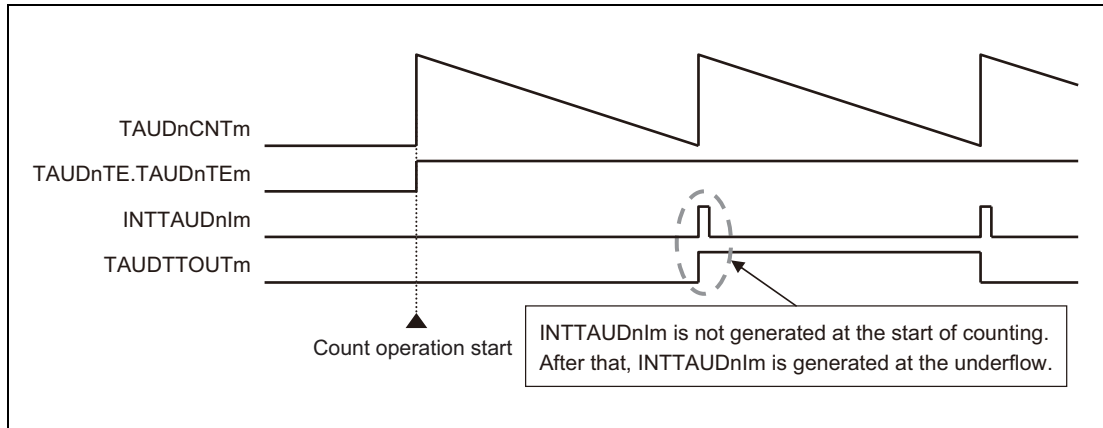 TAUDnCNTm
TAUDnTE.TAUDnTEm
INTTAUDnIm
TAUDTTOUTm
Count operation start
INTTAUDnIm is not generated at the start of counting.
After that, INTTAUDnIm is generated at the underflow.